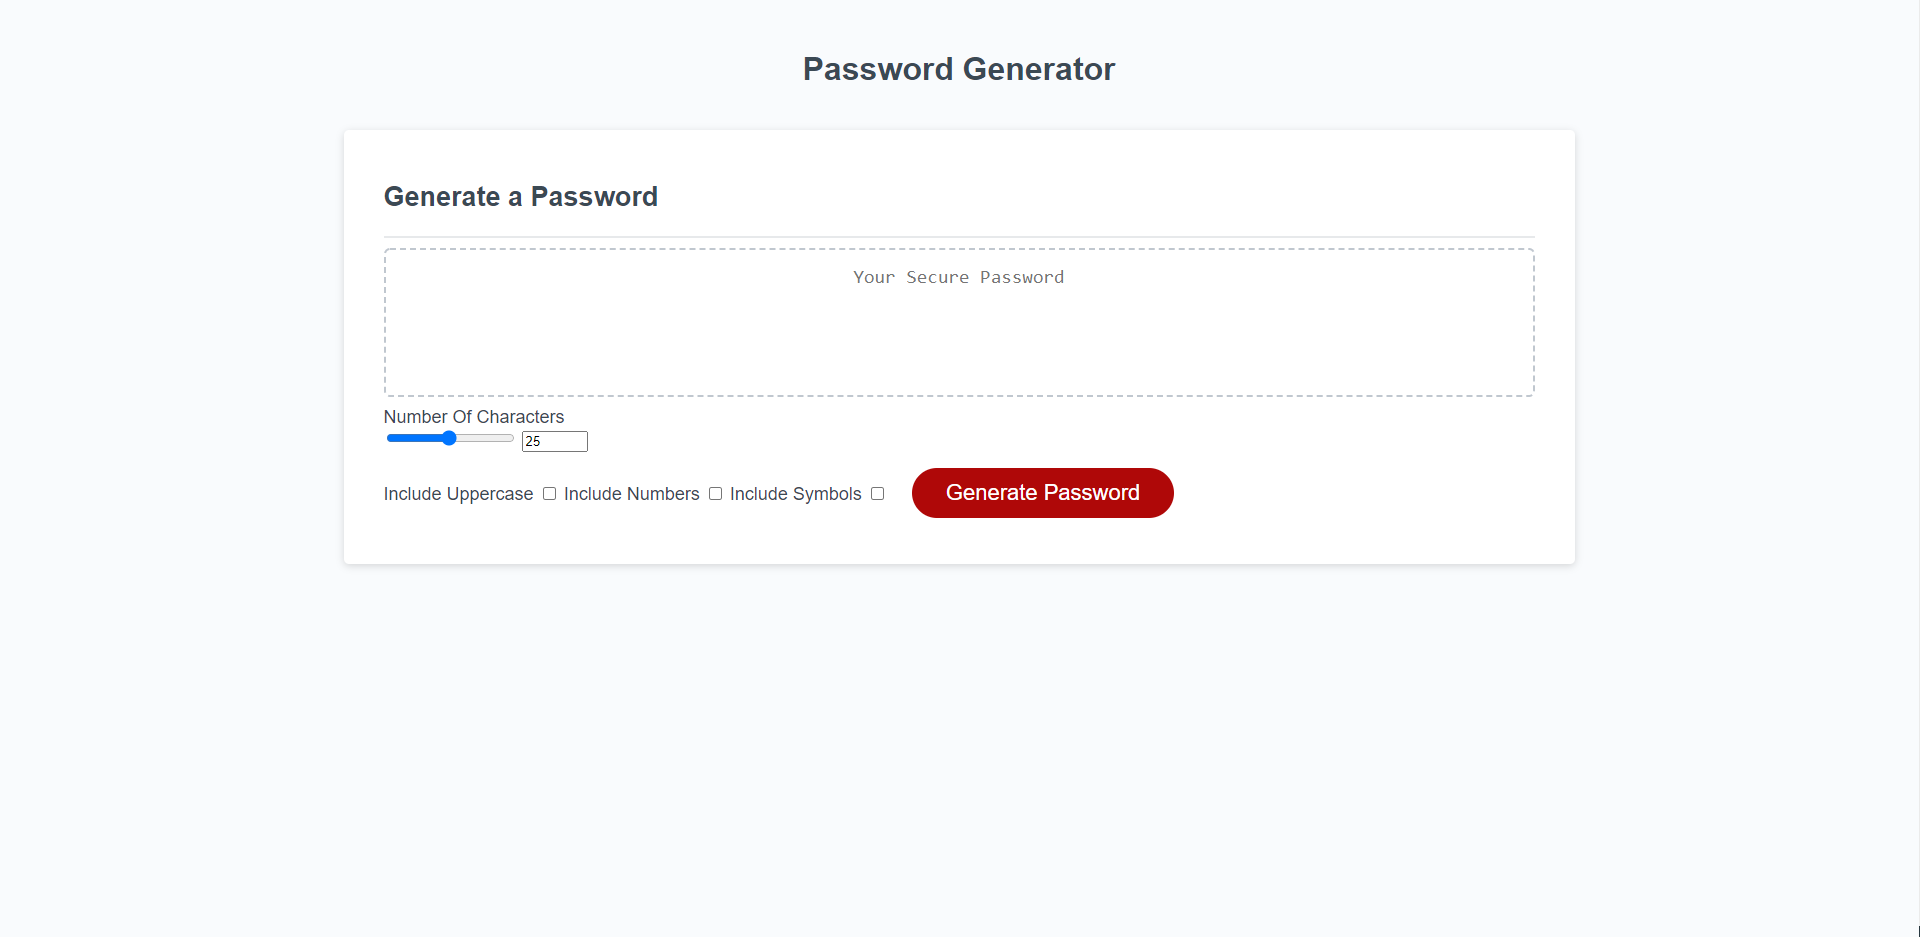 Password Generator
Generate a Password
Your Secure Password
Number Of Characters
25
Include Uppercase Include Numbers Include Symbols Generate Password